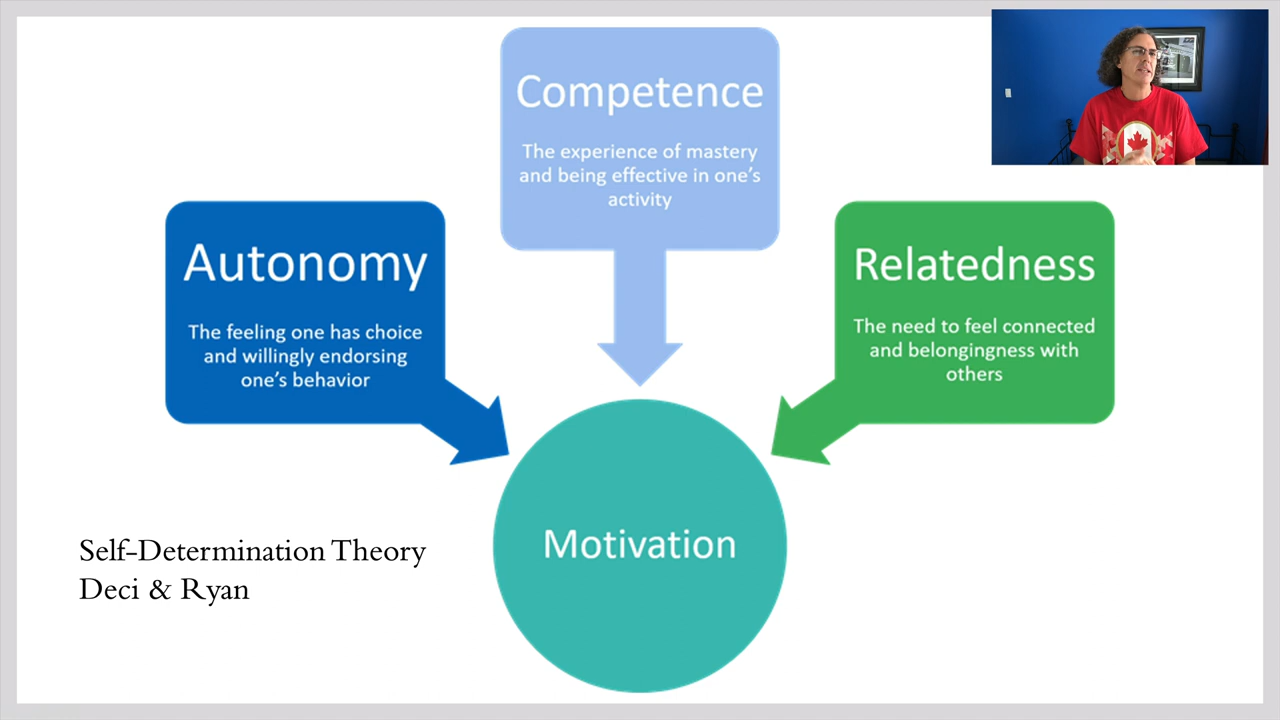 Competence
The experience of mastery
and being effective in one's
activity
Autonomy
The feeling one has choice
and willingly endorsing
one's behavior
Relatedness
The need to feel connected
and belongingness with
others
Motivation
Self-Determination Theory
Deci & Ryan